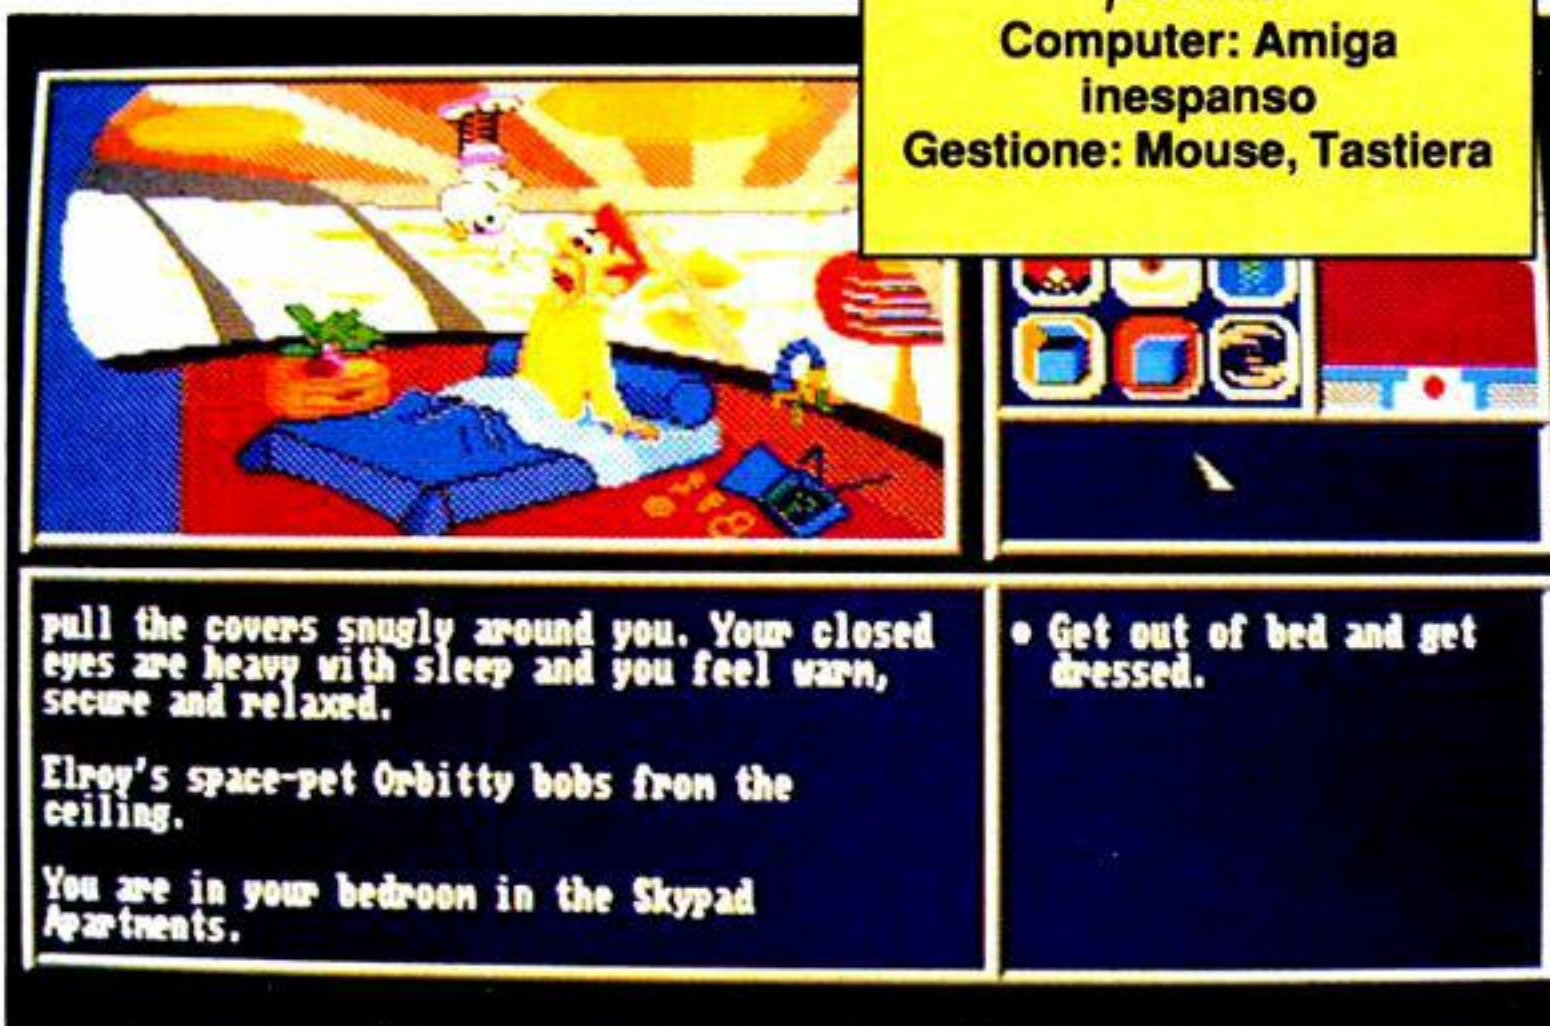 Computer: Amiga
inespanso
Gestione: Mouse, Tastiera
pull the covers snugly around you. Your closed
eyes are heavy with sleep and you feel warm,
secure and relaxed.
Elroy's space-pet Orbitty bobs from the
ceiling.
You are in your bedroom in the Skypad
Apartments.
• Get out of bed and get
dressed.